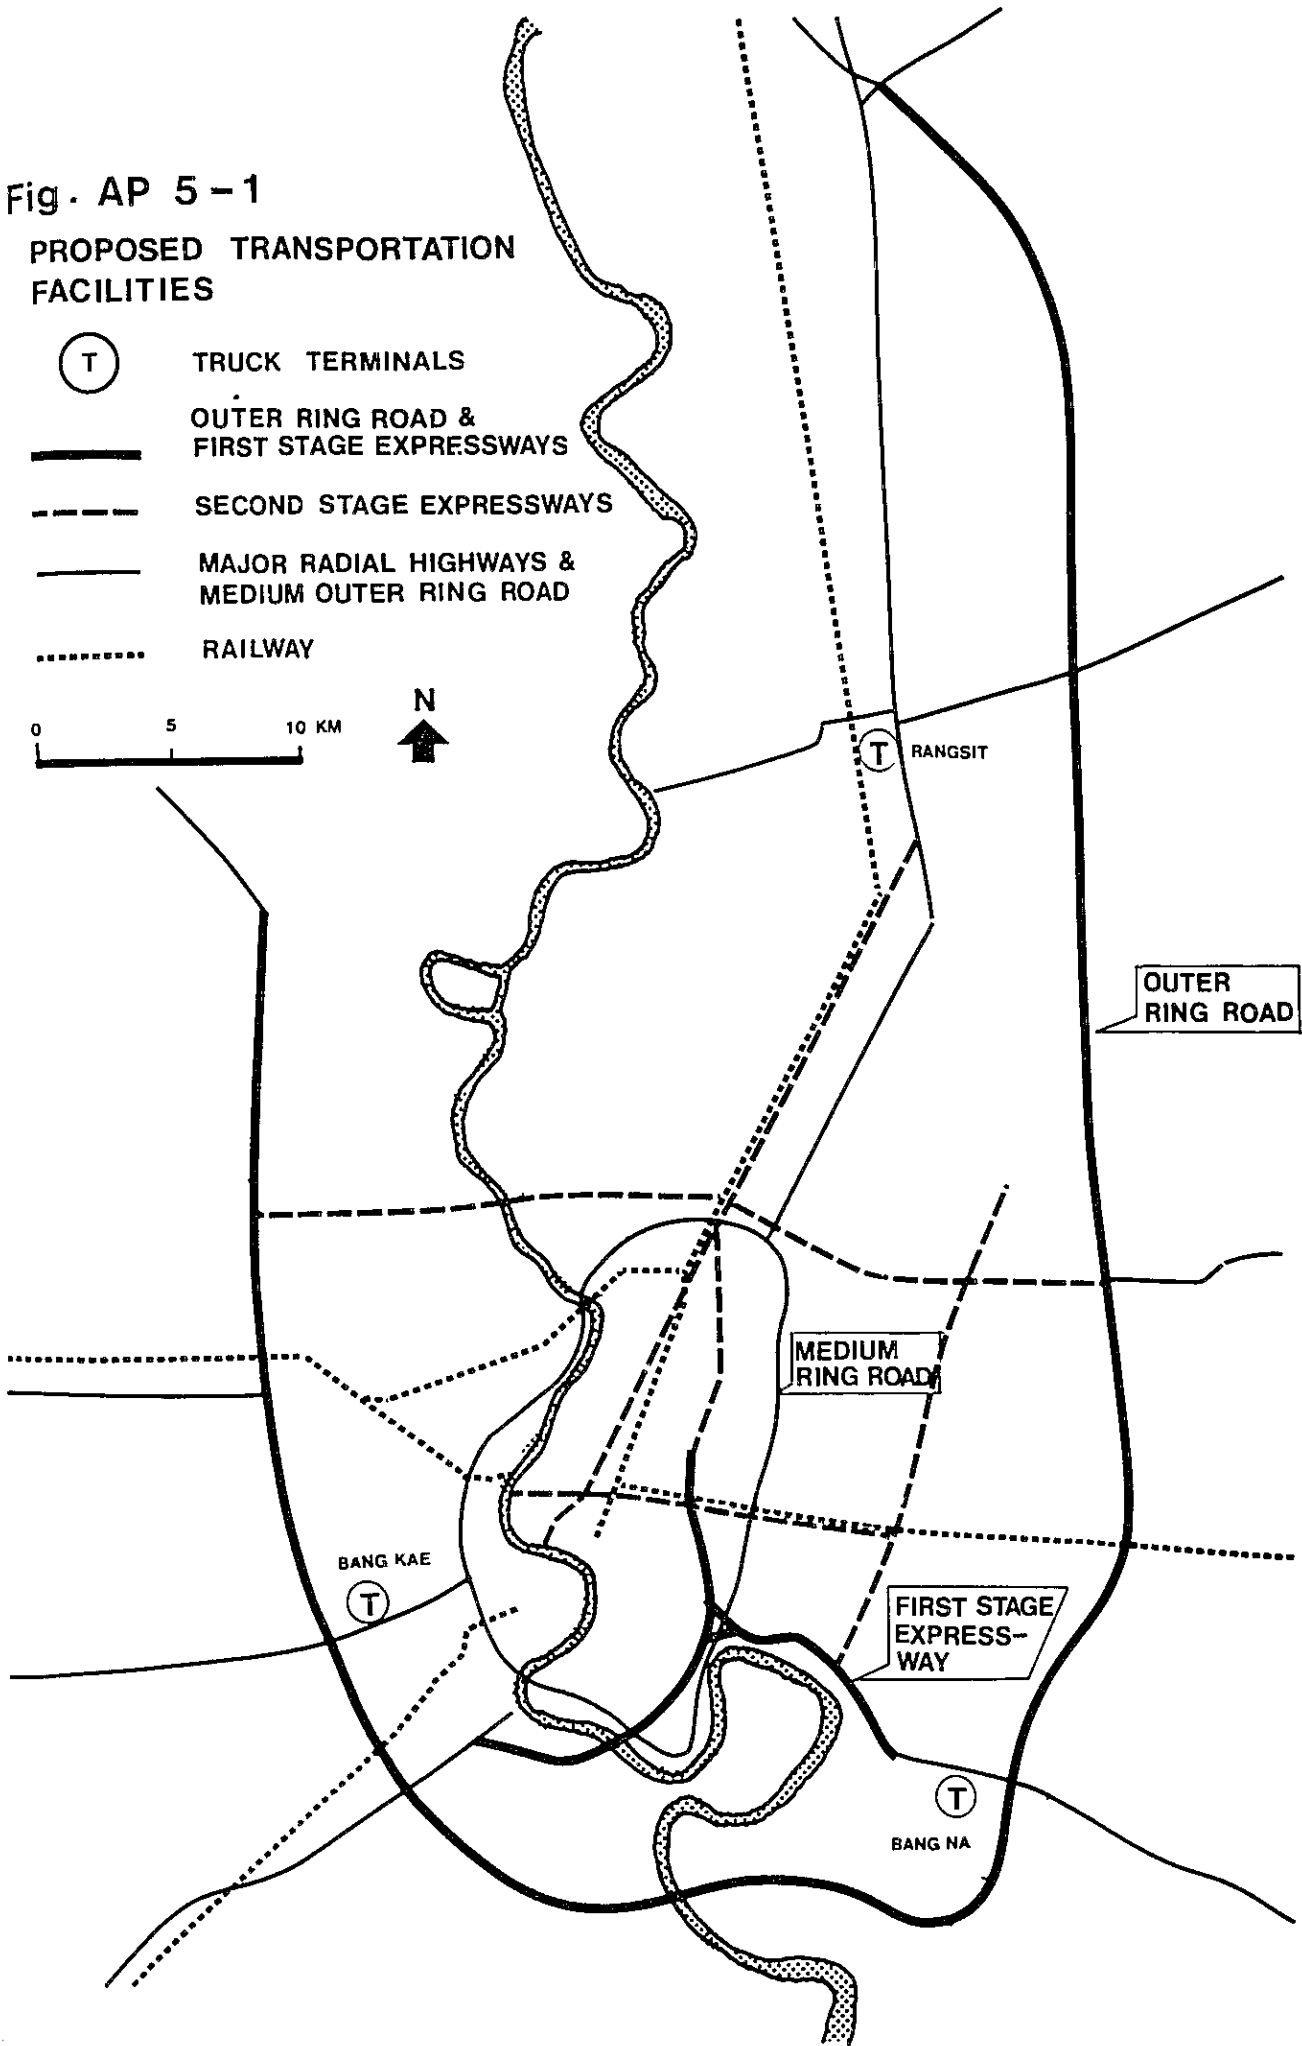 Fig. AP 5-1
PROPOSED TRANSPORTATION
FACILITIES
T
TRUCK TERMINALS
OUTER RING ROAD &
FIRST STAGE EXPRESSWAYS
SECOND STAGE EXPRESSWAYS
MAJOR RADIAL HIGHWAYS &
MEDIUM OUTER RING ROAD
RAILWAY
N
0 5 10 KM
T RANGSIT
OUTER
RING ROAD
MEDIUM
RING ROAD
BANG KAE
T
FIRST STAGE
EXPRESS-
WAY
T
BANG NA